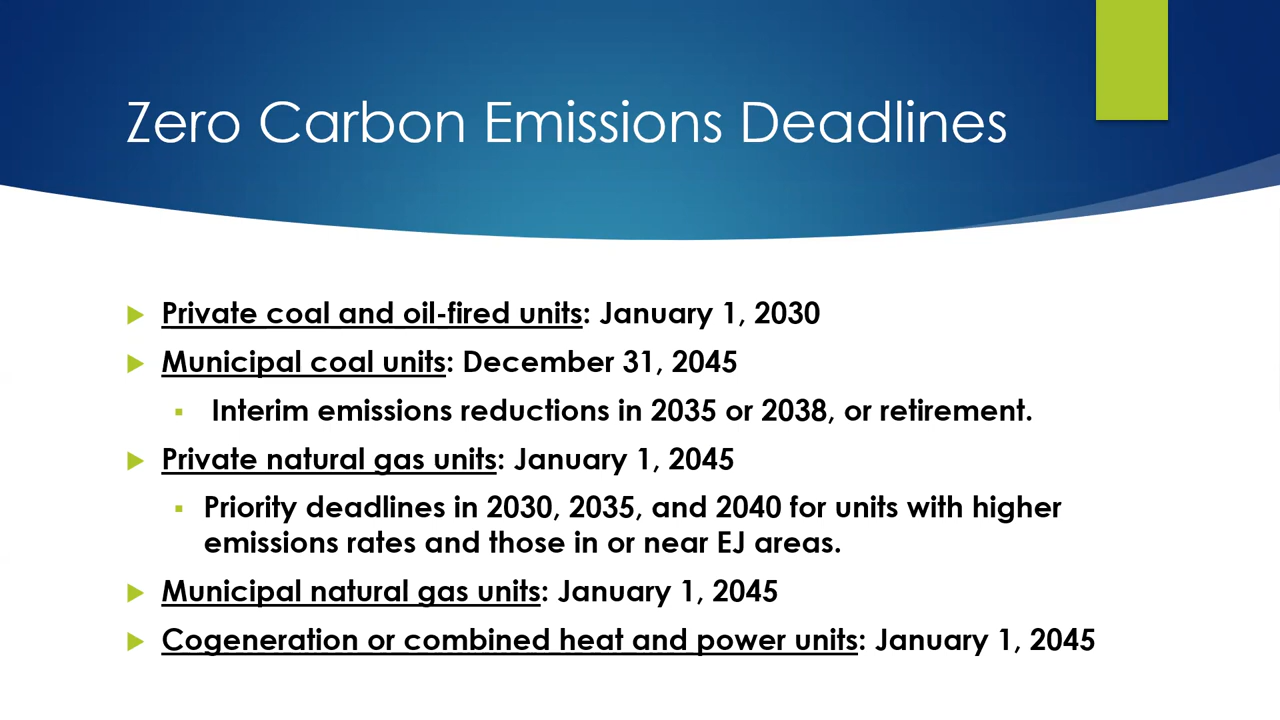 Zero Carbon Emissions Deadlines
Private coal and oil-fired units: January 1, 2030
Municipal coal units: December 31, 2045
Interim emissions reductions in 2035 or 2038, or retirement.
Private natural gas units: January 1, 2045
Priority deadlines in 2030, 2035, and 2040 for units with higher
emissions rates and those in or near EJ areas.
Municipal natural gas units: January 1, 2045
Cogeneration or combined heat and power units: January 1, 2045